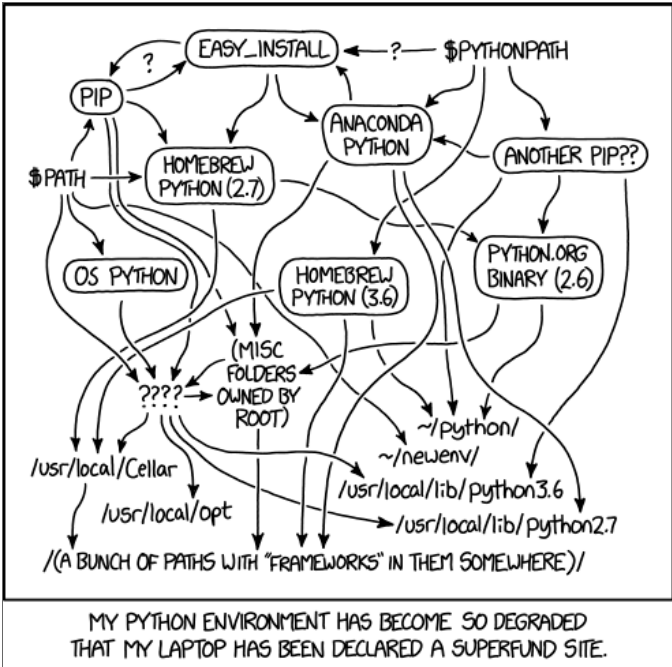 EASY_INSTALL
?
$PYTHONPATH
?
PIP
ANACONDA
PYTHON
ANOTHER PIP??
HOMEBREW
PYTHON (2.7)
$PATH
OS PYTHON
HOMEBREW
PYTHON (3.6)
PYTHON.ORG
BINARY (2.6)
(MISC
FOLDERS
OWNED BY
ROOT)
????
~/python/
~/newenv/
/usr/local/Cellar
/usr/local/lib/python3.6
/usr/local/opt
/usr/local/lib/python2.7
/(A BUNCH OF PATHS WITH "FRAMEWORKS" IN THEM SOMEWHERE)/
MY PYTHON ENVIRONMENT HAS BECOME SO DEGRADED
THAT MY LAPTOP HAS BEEN DECLARED A SUPERFUND SITE.